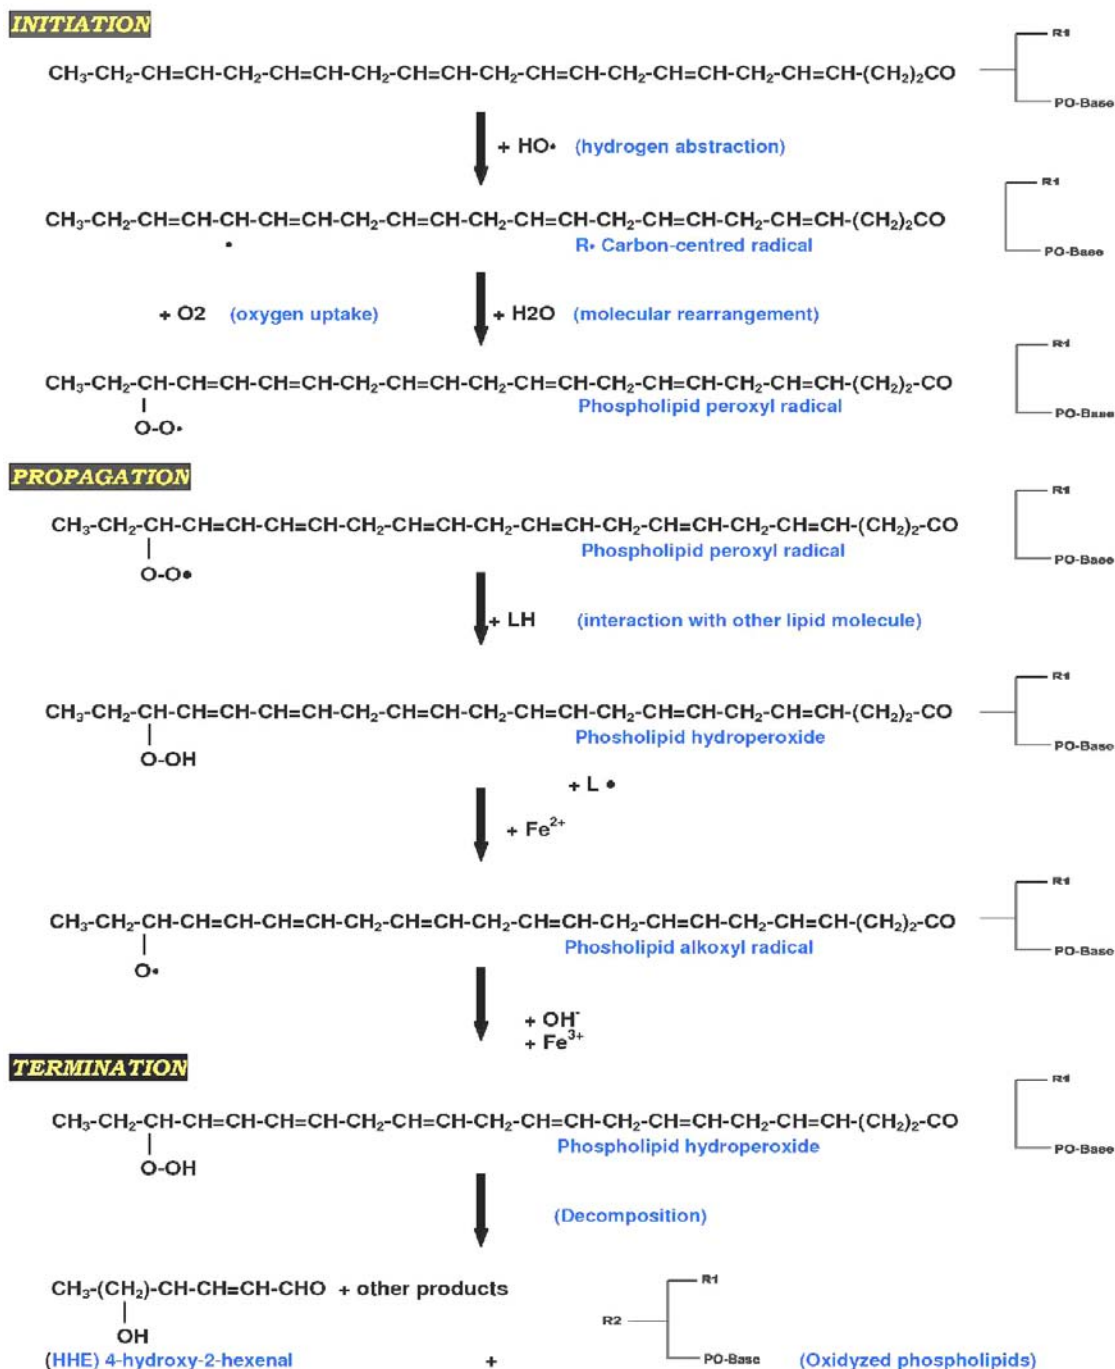 INITIATION
R1
CH₃-CH₂-CH=CH-CH₂-CH=CH-CH₂-CH=CH-CH₂-CH=CH-CH₂-CH=CH-CH₂-CH=CH-(CH₂)₂CO
PO-Base
+ HO• (hydrogen abstraction)
R1
CH₃-CH₂-CH=CH-CH-CH=CH-CH₂-CH=CH-CH₂-CH=CH-CH₂-CH=CH-CH₂-CH=CH-(CH₂)₂CO
•
R• Carbon-centred radical
PO-Base
+ O2 (oxygen uptake) + H2O (molecular rearrangement)
R1
CH₃-CH₂-CH-CH=CH-CH=CH-CH₂-CH=CH-CH₂-CH=CH-CH₂-CH=CH-CH₂-CH=CH-(CH₂)₂-CO
Phospholipid peroxyl radical
PO-Base
O-O•
PROPAGATION
R1
CH₃-CH₂-CH-CH=CH-CH=CH-CH₂-CH=CH-CH₂-CH=CH-CH₂-CH=CH-CH₂-CH=CH-(CH₂)₂-CO
Phospholipid peroxyl radical
PO-Base
O-O•
+ LH (interaction with other lipid molecule)
R1
CH₃-CH₂-CH-CH=CH-CH=CH-CH₂-CH=CH-CH₂-CH=CH-CH₂-CH=CH-CH₂-CH=CH-(CH₂)₂-CO
Phosholipid hydroperoxide
PO-Base
O-OH
+ L •
+ Fe²⁺
R1
CH₃-CH₂-CH-CH=CH-CH=CH-CH₂-CH=CH-CH₂-CH=CH-CH₂-CH=CH-CH₂-CH=CH-(CH₂)₂-CO
Phosholipid alkoxyl radical
PO-Base
O•
+ OH⁻
+ Fe³⁺
TERMINATION
R1
CH₃-CH₂-CH-CH=CH-CH=CH-CH₂-CH=CH-CH₂-CH=CH-CH₂-CH=CH-CH₂-CH=CH-(CH₂)₂-CO
Phospholipid hydroperoxide
PO-Base
O-OH
(Decomposition)
R1
CH₃-(CH₂)-CH-CH=CH-CHO + other products
R2
OH
(HHE) 4-hydroxy-2-hexenal + PO-Base (Oxidyzed phospholipids)